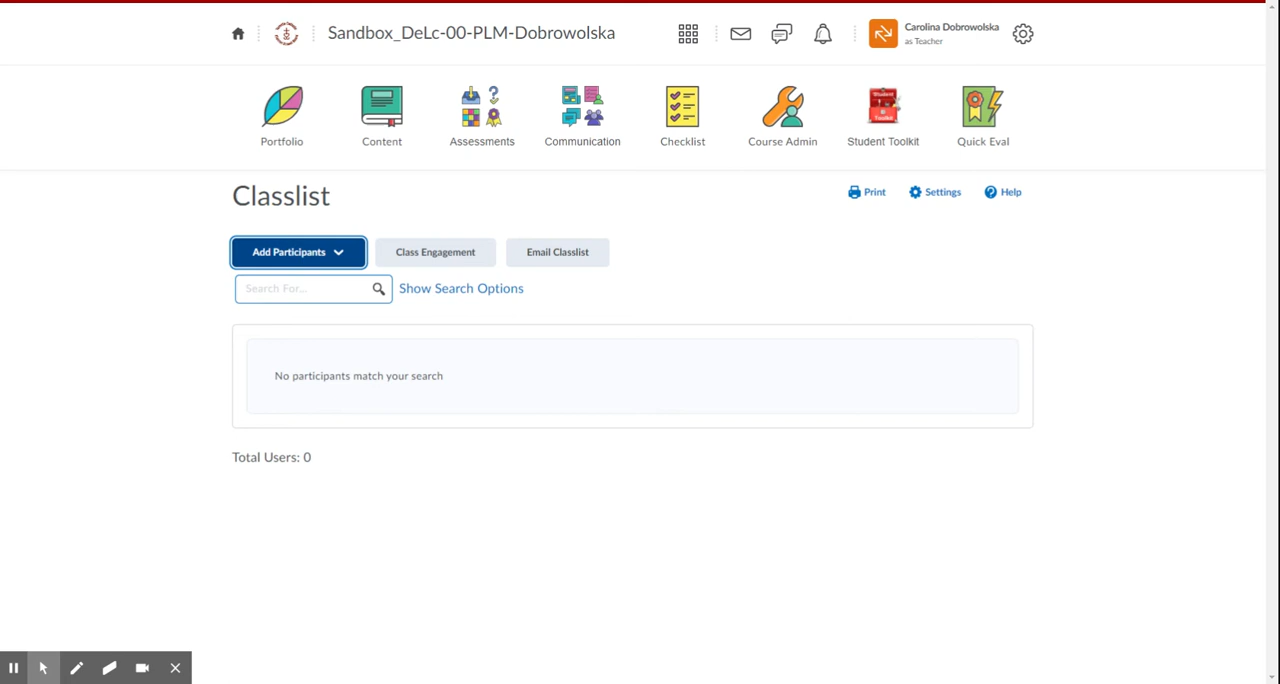 Sandbox_DeLc-00-PLM-Dobrowolska
Carolina Dobrowolska
as Teacher
Portfolio
Content
Assessments
Communication
Checklist
Course Admin
Student Toolkit
Quick Eval
Classlist
Print
Settings
Help
Add Participants
Class Engagement
Email Classlist
Search For...
Show Search Options
No participants match your search
Total Users: 0